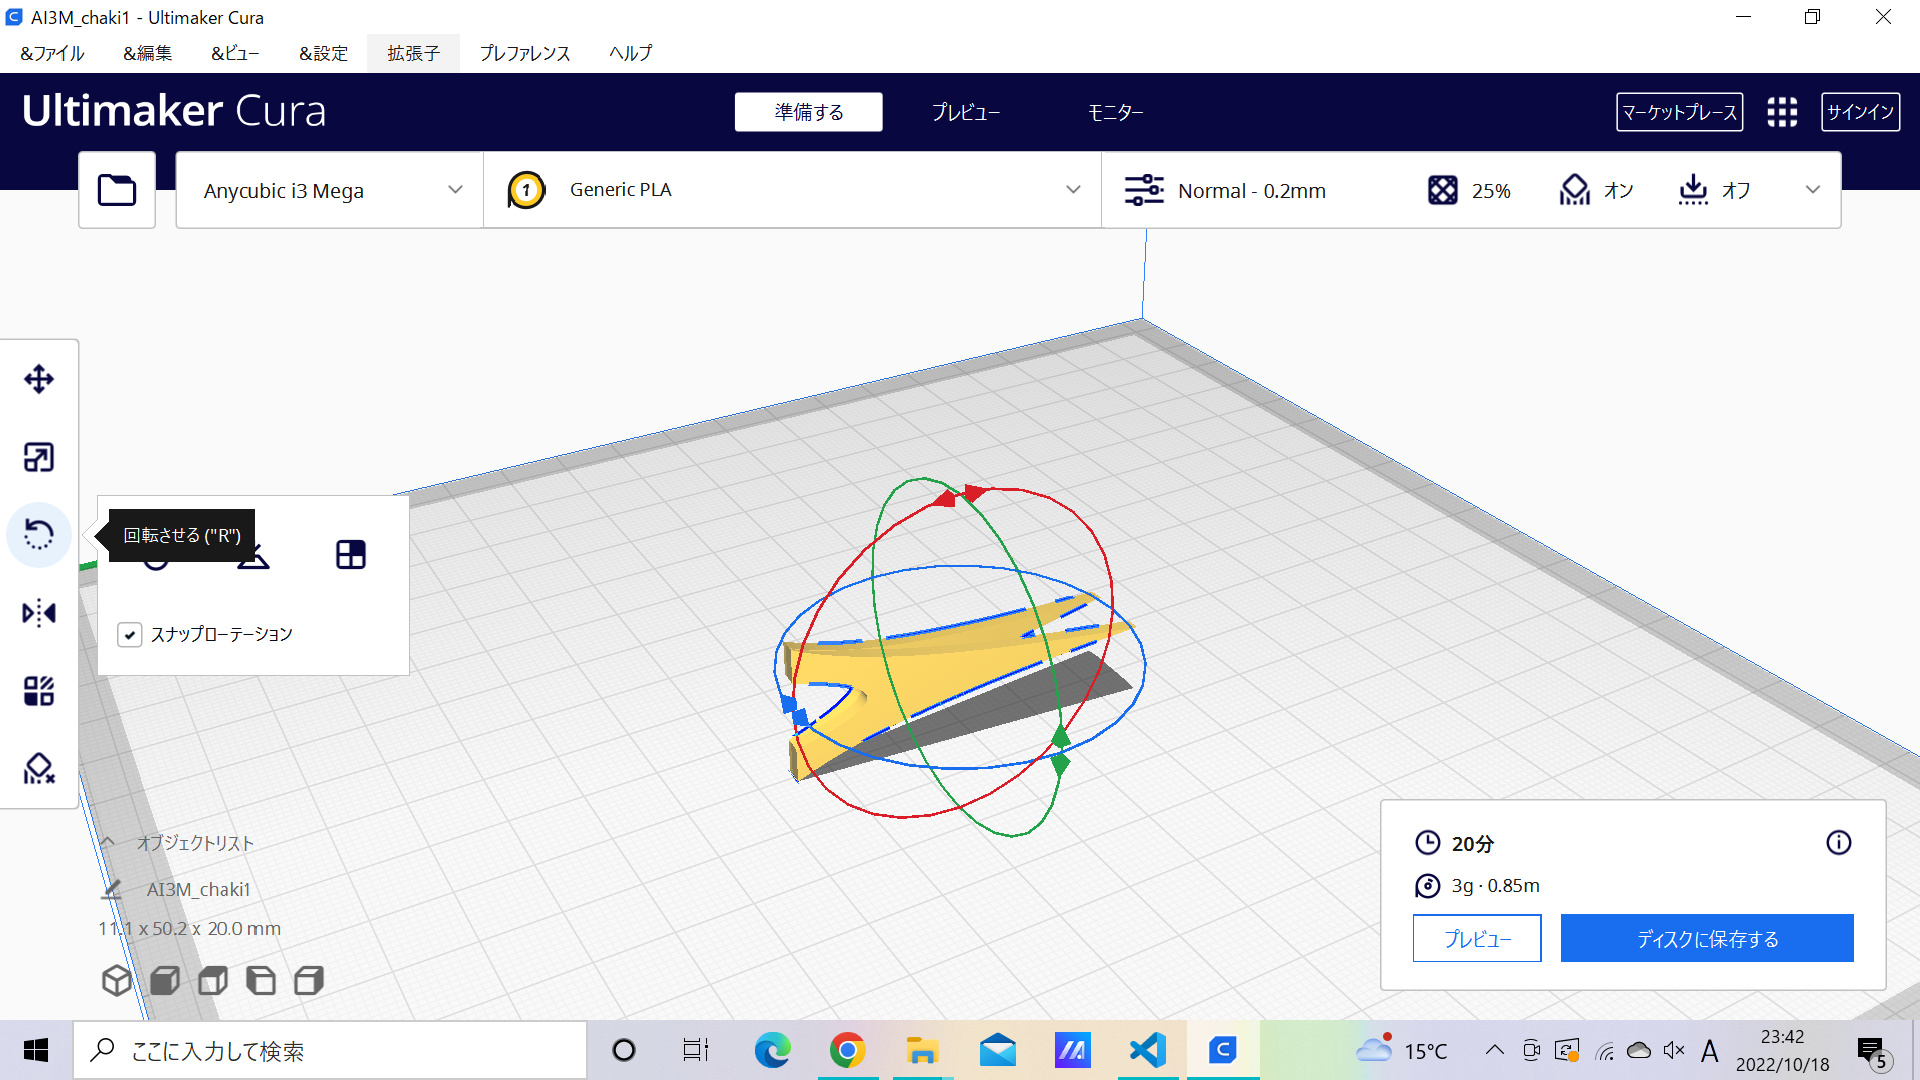 AI3M_chaki1 - Ultimaker Cura
&ファイル &編集 &ビュー &設定 拡張子 プレファレンス ヘルプ
Ultimaker Cura 準備する プレビュー モニター マーケットプレース サインイン
Anycubic i3 Mega 1 Generic PLA Normal - 0.2mm 25% オン オフ
回転させる ("R")
スナップローテーション
オブジェクトリスト
AI3M_chaki1
11.1 x 50.2 x 20.0 mm
20分
3g · 0.85m
プレビュー ディスクに保存する
ここに入力して検索
15°C
A
23:42
2022/10/18
5